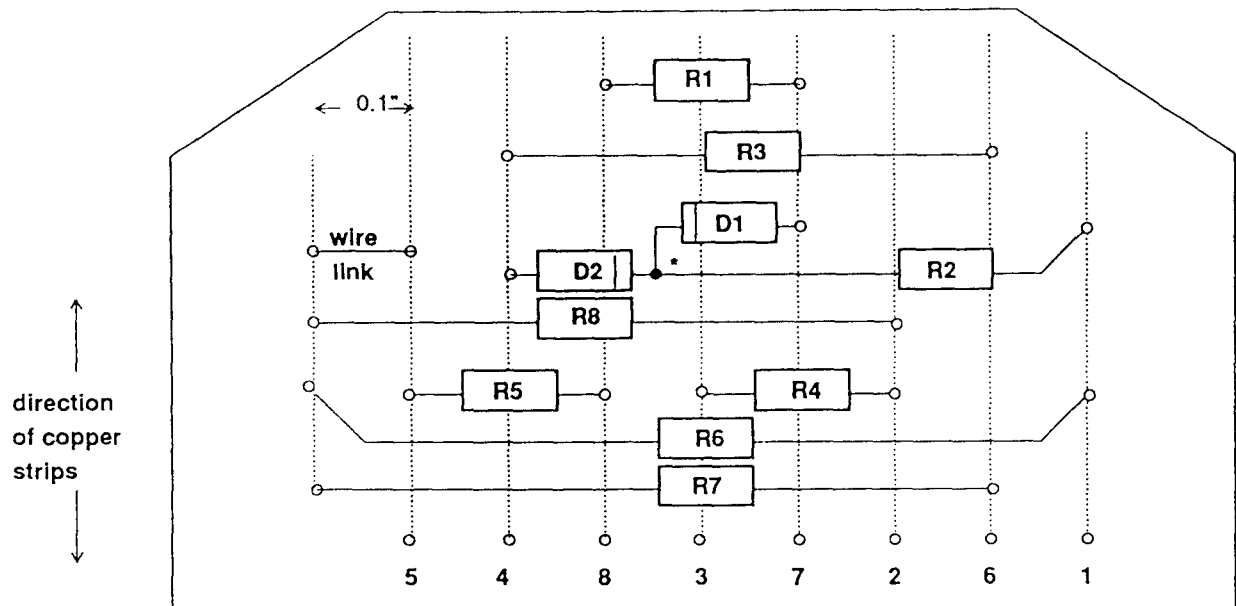 R1
0.1"
R3
D1
wire
link
D2
*
R2
R8
direction
of copper
strips
R5
R4
R6
R7
5 4 8 3 7 2 6 1